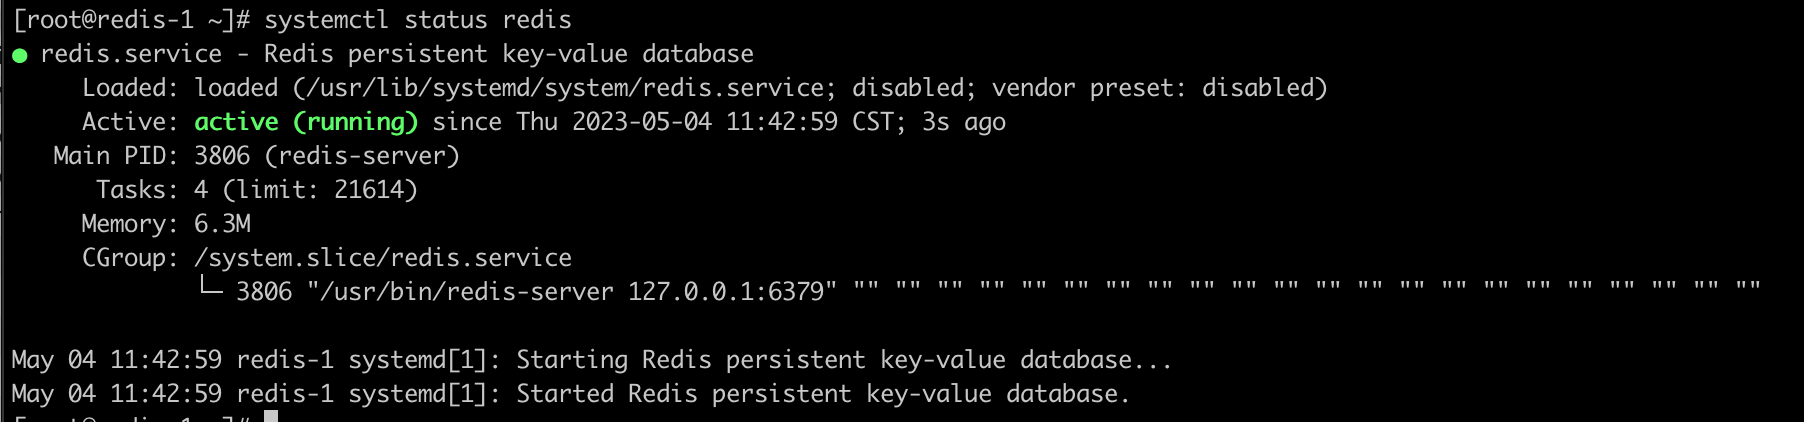 [root@redis-1 ~]# systemctl status redis
● redis.service - Redis persistent key-value database
     Loaded: loaded (/usr/lib/systemd/system/redis.service; disabled; vendor preset: disabled)
     Active: active (running) since Thu 2023-05-04 11:42:59 CST; 3s ago
   Main PID: 3806 (redis-server)
      Tasks: 4 (limit: 21614)
     Memory: 6.3M
     CGroup: /system.slice/redis.service
             └─ 3806 "/usr/bin/redis-server 127.0.0.1:6379" "" "" "" "" "" "" "" "" "" "" "" "" "" "" "" "" "" "" "" "" "" ""
May 04 11:42:59 redis-1 systemd[1]: Starting Redis persistent key-value database...
May 04 11:42:59 redis-1 systemd[1]: Started Redis persistent key-value database.
[root@redis-1 ~]#